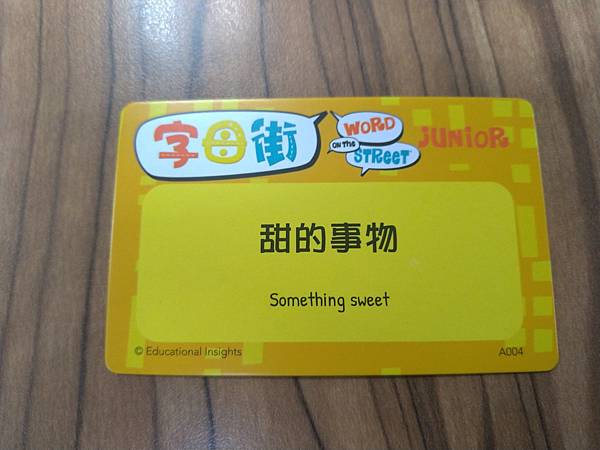 字母街
WORD
ON THE
STREET
JUNIOR
甜的事物
Something sweet
© Educational Insights
A004